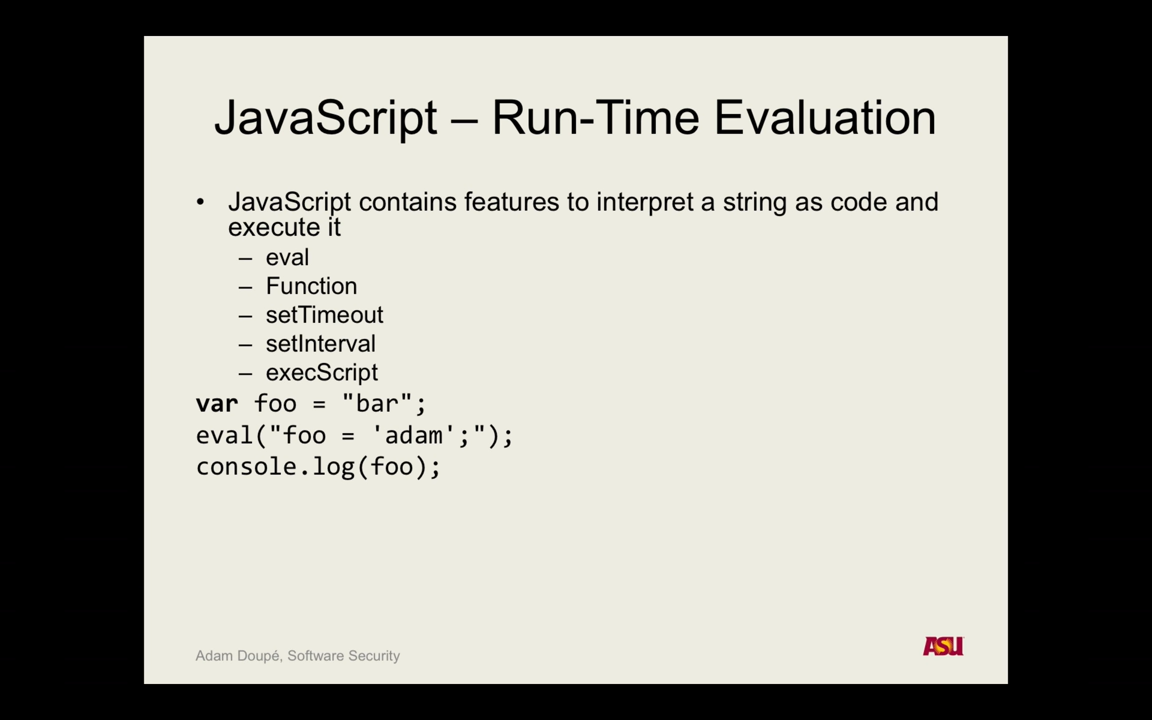 JavaScript – Run-Time Evaluation
• JavaScript contains features to interpret a string as code and
execute it
– eval
– Function
– setTimeout
– setInterval
– execScript
var foo = "bar";
eval("foo = 'adam';");
console.log(foo);
Adam Doupé, Software Security
ASU